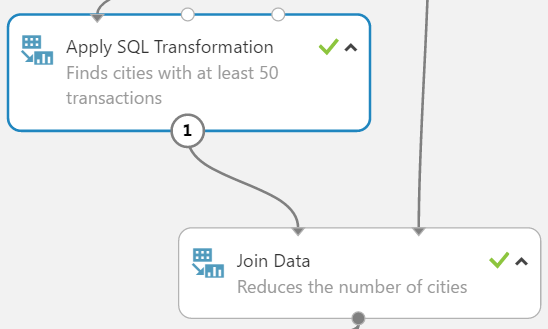 Apply SQL Transformation
Finds cities with at least 50
transactions
1
Join Data
Reduces the number of cities